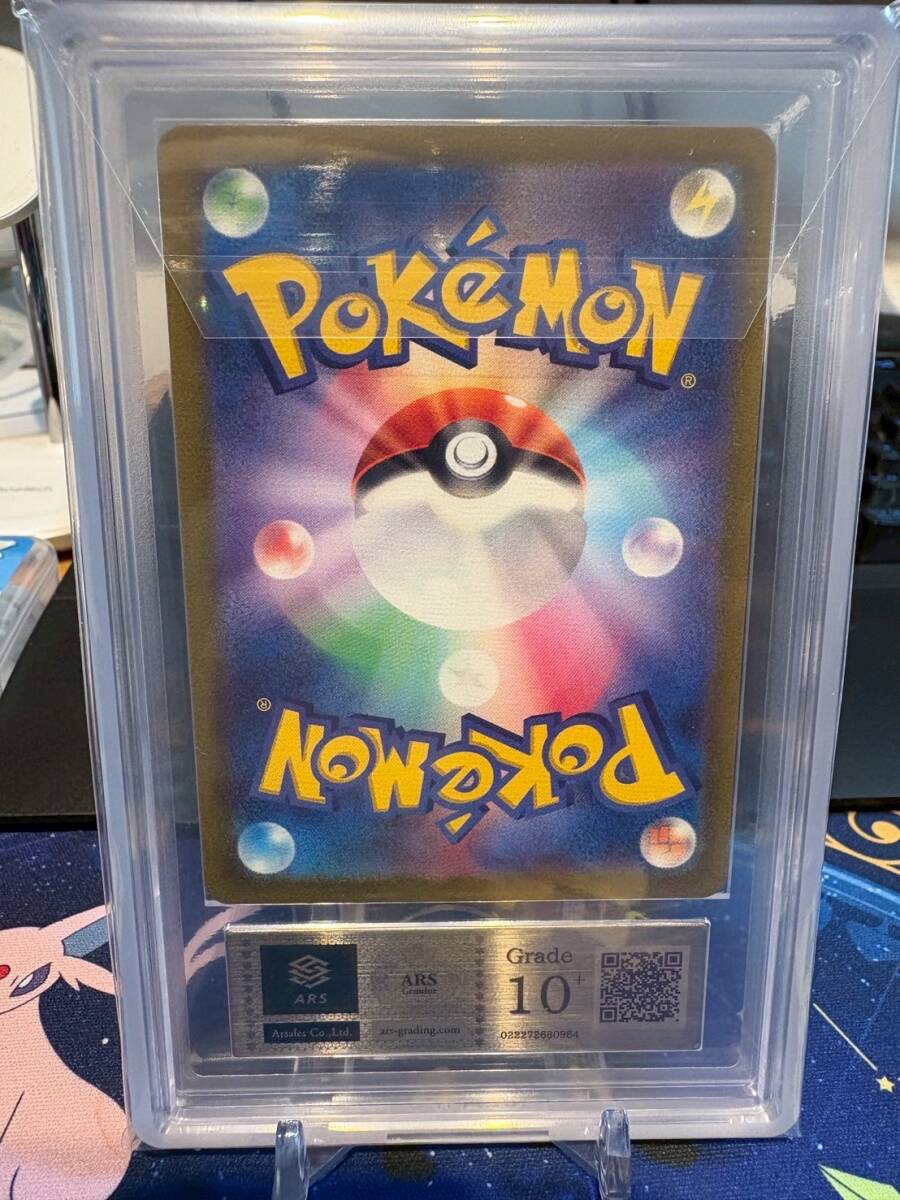 POKéMON
®
®
POKéMON
ARS
Arsales Co.,Ltd.
ARS
Genuine
ars-grading.com
Grade
10+
022272680964